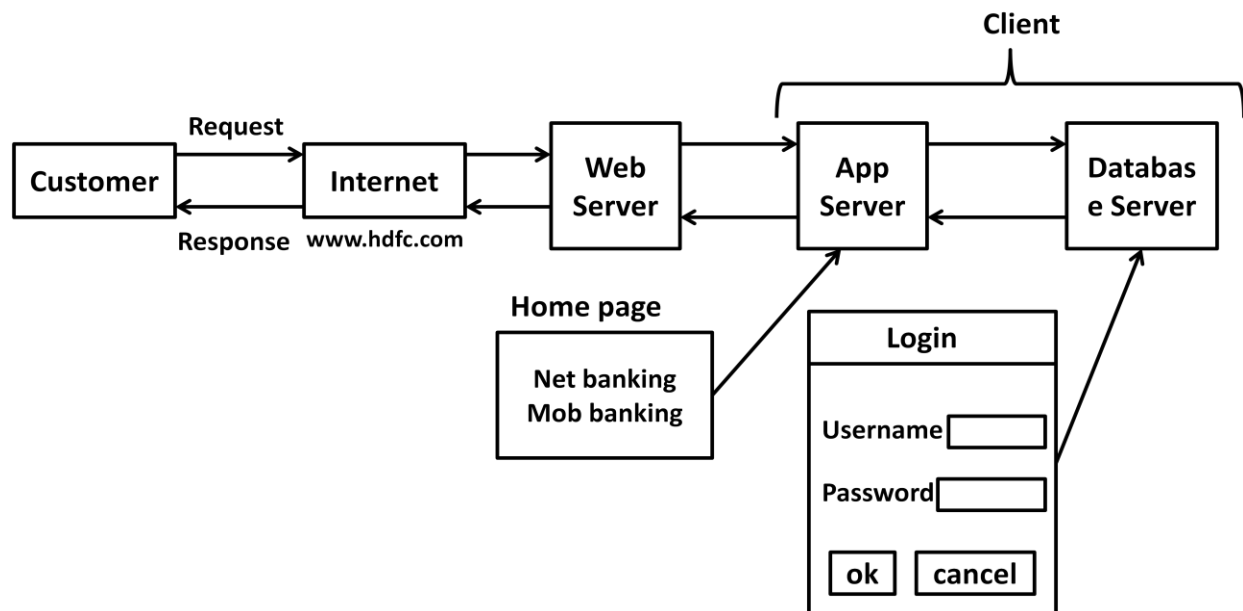 Client
Request
Customer
Internet
Web
Server
App
Server
Databas
e Server
Response
www.hdfc.com
Home page
Net banking
Mob banking
Login
Username
Password
ok
cancel